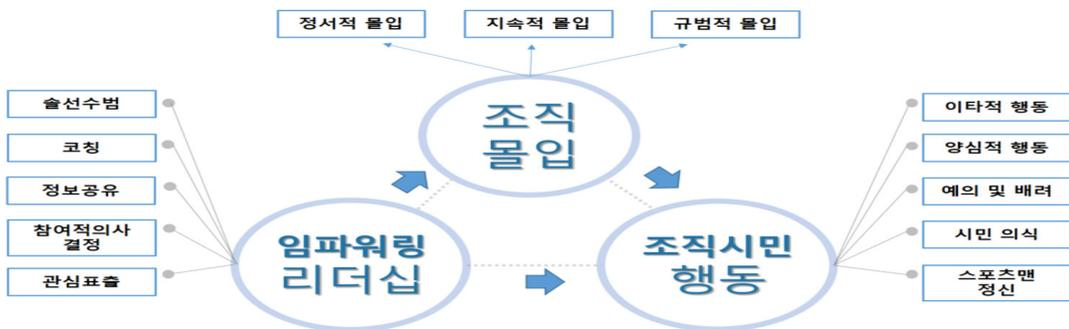 정서적 몰입
지속적 몰입
규범적 몰입
조직
몰입
솔선수범
코칭
정보공유
참여적의사
결정
관심표출
임파워링
리더십
조직시민
행동
이타적 행동
양심적 행동
예의 및 배려
시민 의식
스포츠맨
정신